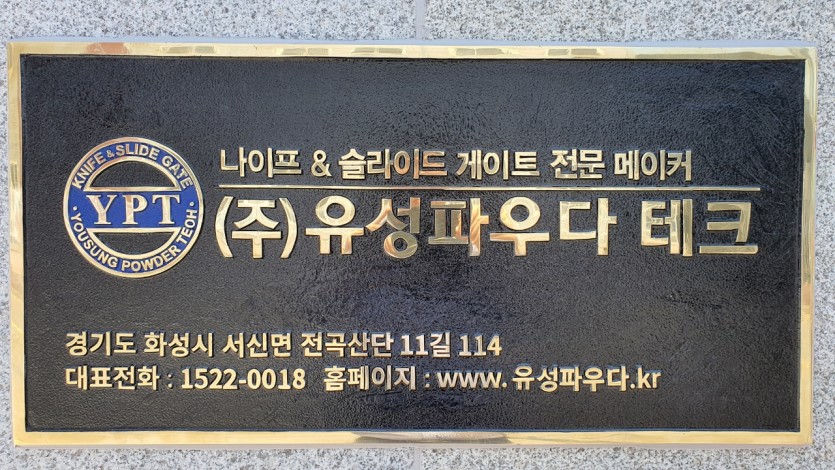 KNIFE & SLIDE GATE
YPT
YOUSUNG POWDER TECH
나이프 & 슬라이드 게이트 전문 메이커
(주)유성파우다 테크
경기도 화성시 서신면 전곡산단 11길 114
대표전화 : 1522-0018 홈페이지 : www.유성파우다.kr